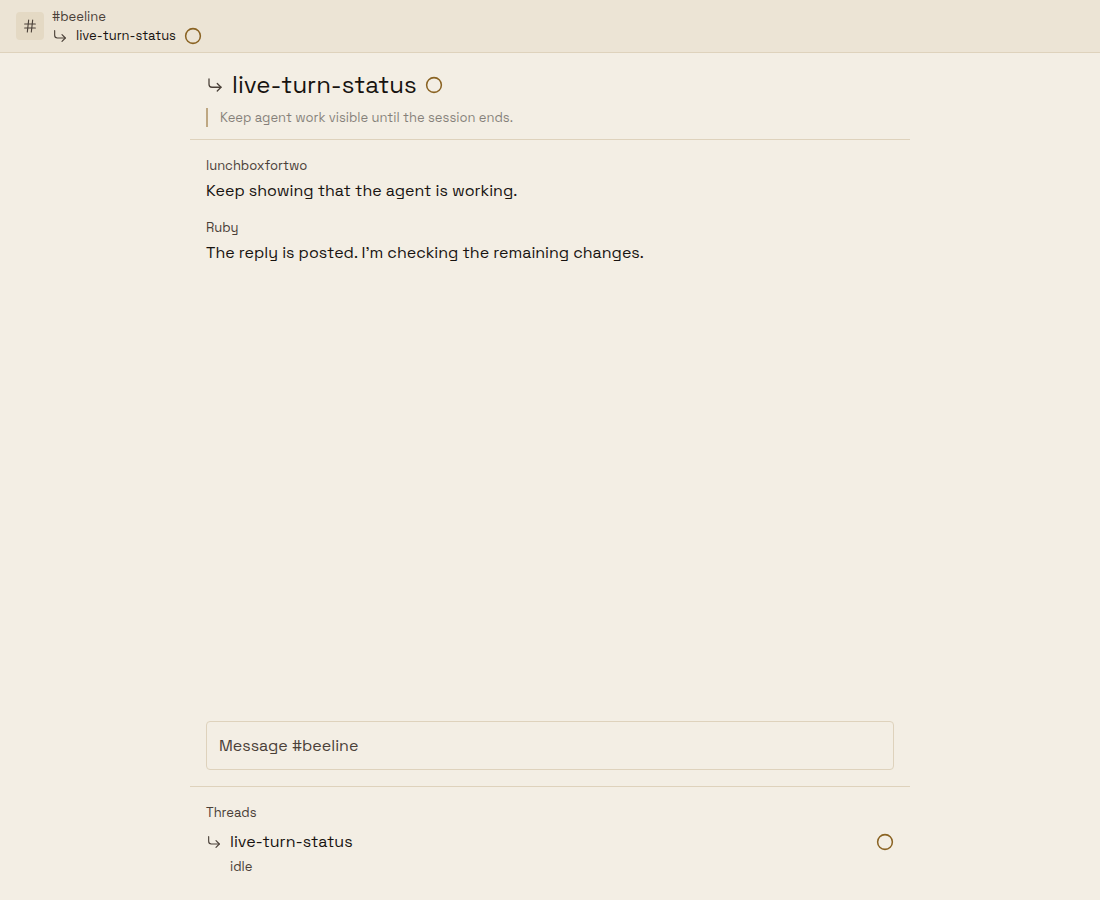 #beeline
live-turn-status
live-turn-status
Keep agent work visible until the session ends.
lunchboxfortwo
Keep showing that the agent is working.
Ruby
The reply is posted. I'm checking the remaining changes.
Message #beeline
Threads
live-turn-status
idle